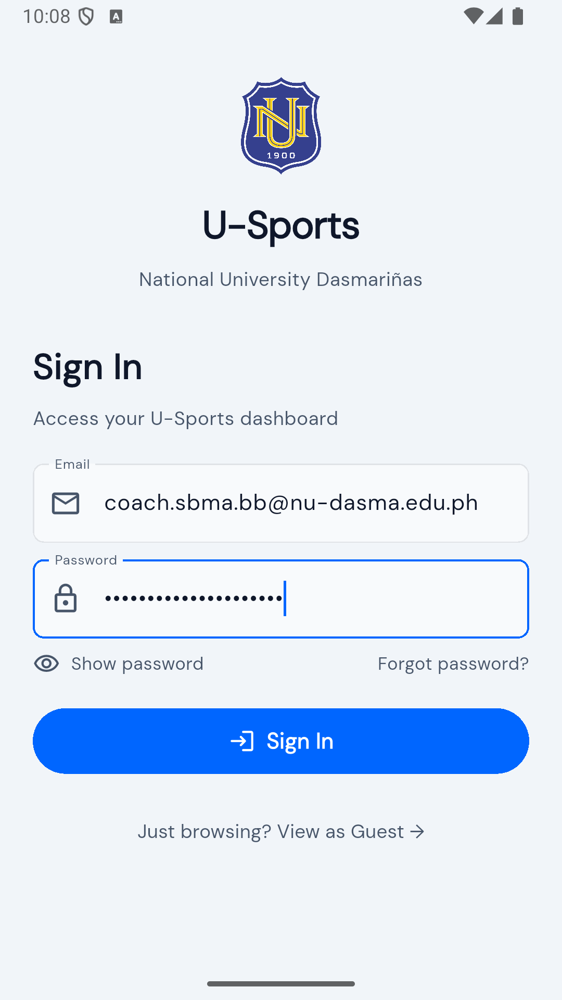 10:08
NU
1900
U-Sports
National University Dasmariñas
Sign In
Access your U-Sports dashboard
Email
coach.sbma.bb@nu-dasma.edu.ph
Password
•••••••••••••••••••••
Show password
Forgot password?
Sign In
Just browsing? View as Guest →